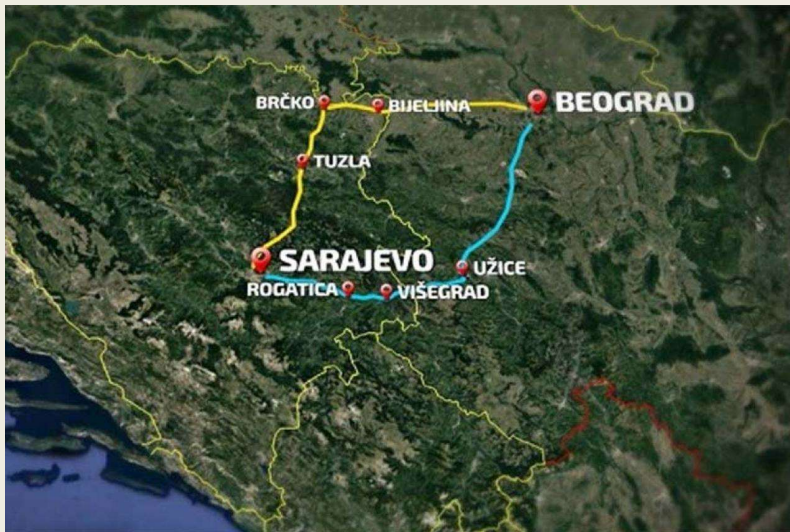 BRČKO
BIJELJINA
BEOGRAD
TUZLA
SARAJEVO
UŽICE
ROGATICA
VIŠEGRAD